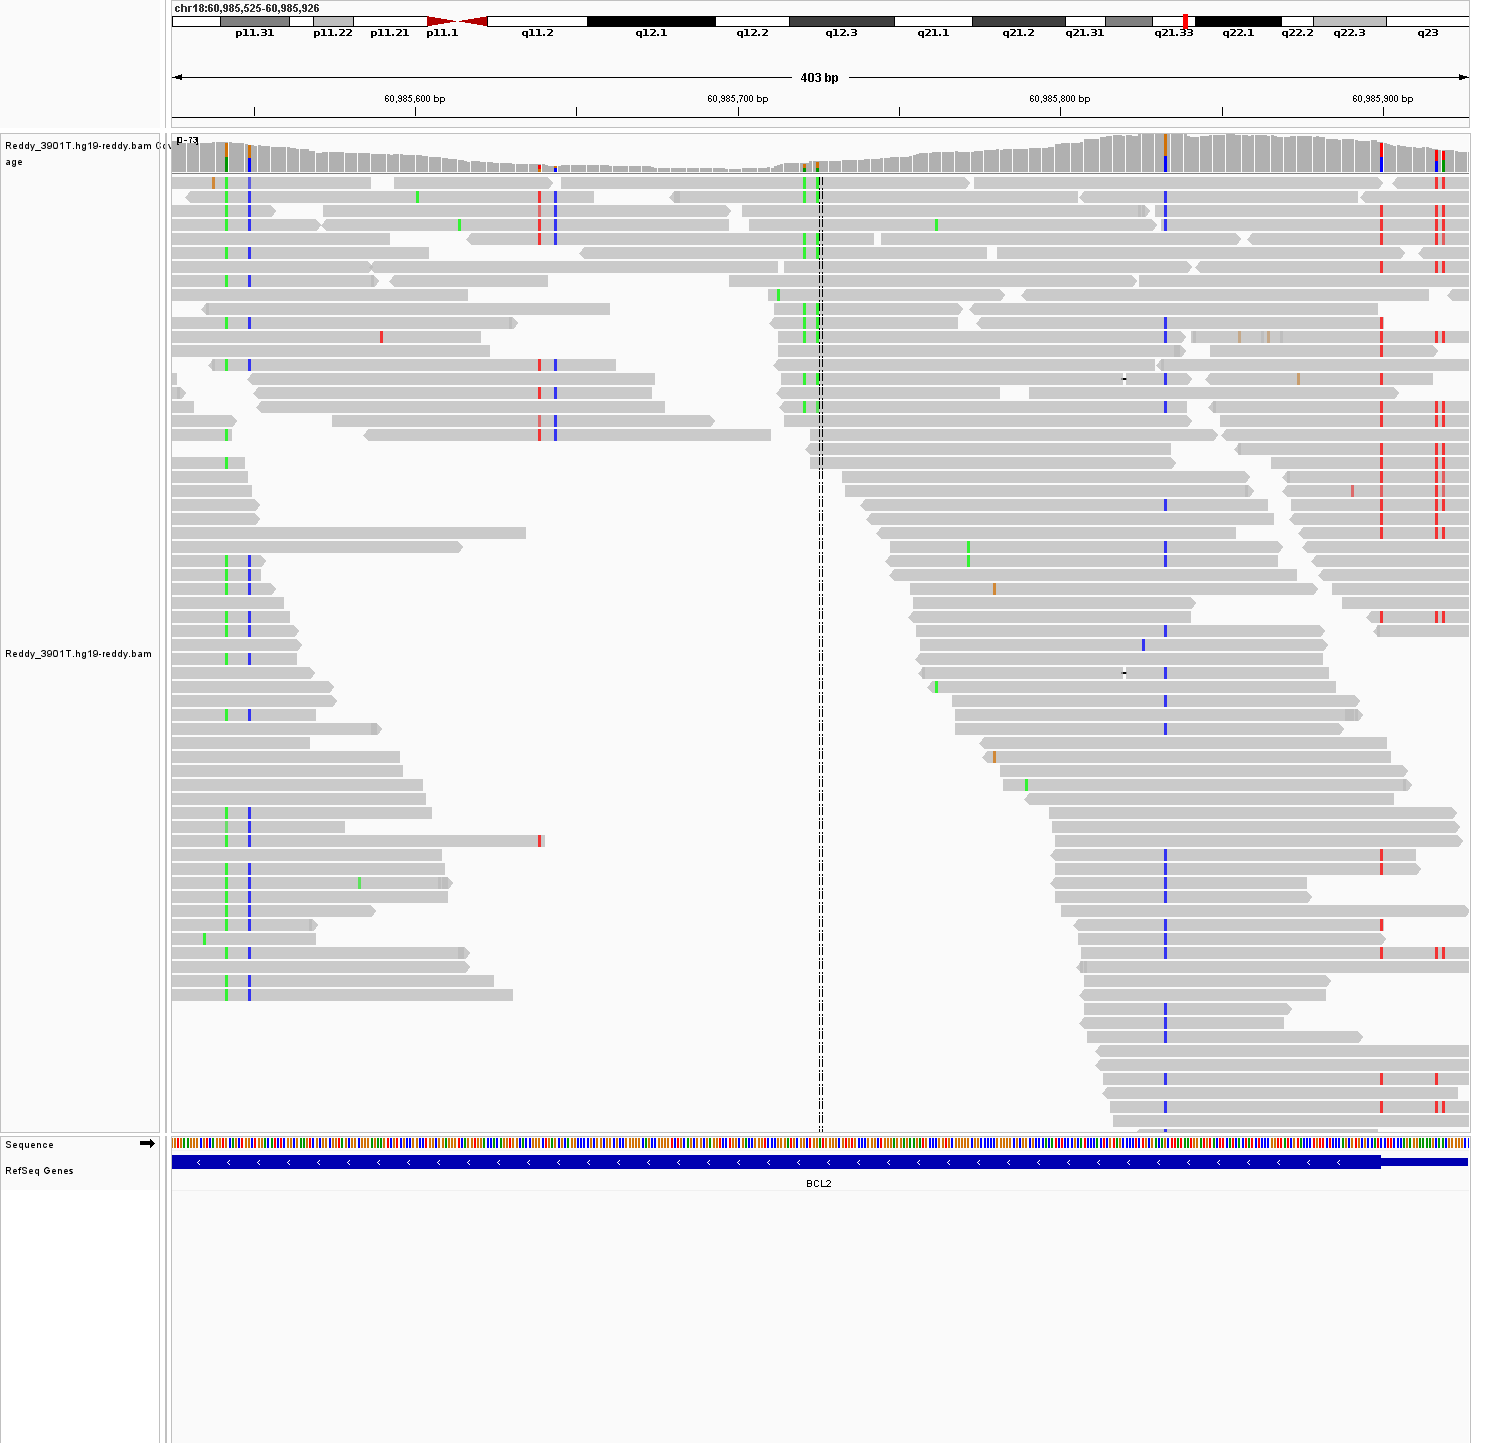 chr18:60,985,525-60,985,926
p11.31 p11.22 p11.21 p11.1 q11.2 q12.1 q12.2 q12.3 q21.1 q21.2 q21.31 q21.33 q22.1 q22.2 q22.3 q23
403 bp
60,985,600 bp 60,985,700 bp 60,985,800 bp 60,985,900 bp
Reddy_3901T.hg19-reddy.bam
age
Reddy_3901T.hg19-reddy.bam
Sequence
RefSeq Genes
BCL2